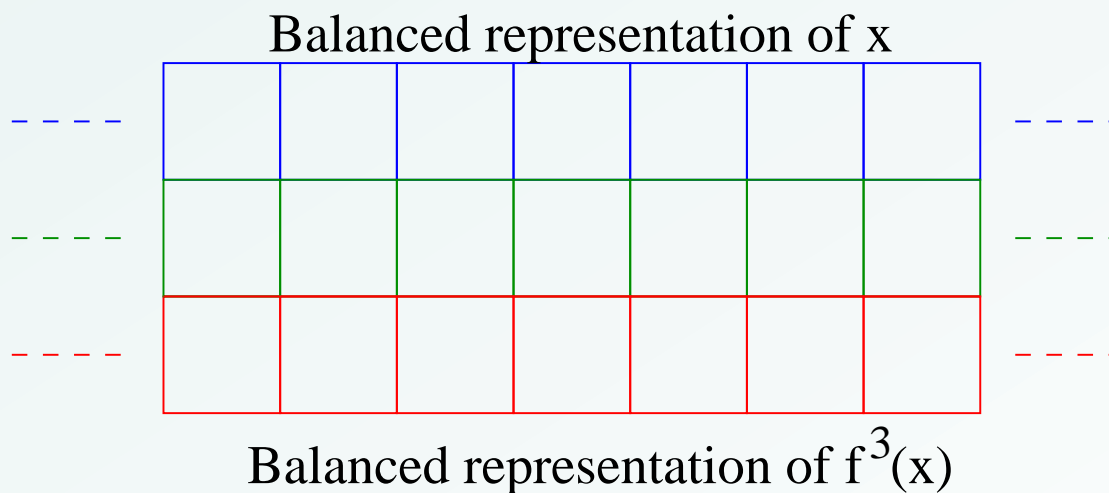 Balanced representation of x
Balanced representation of f³(x)